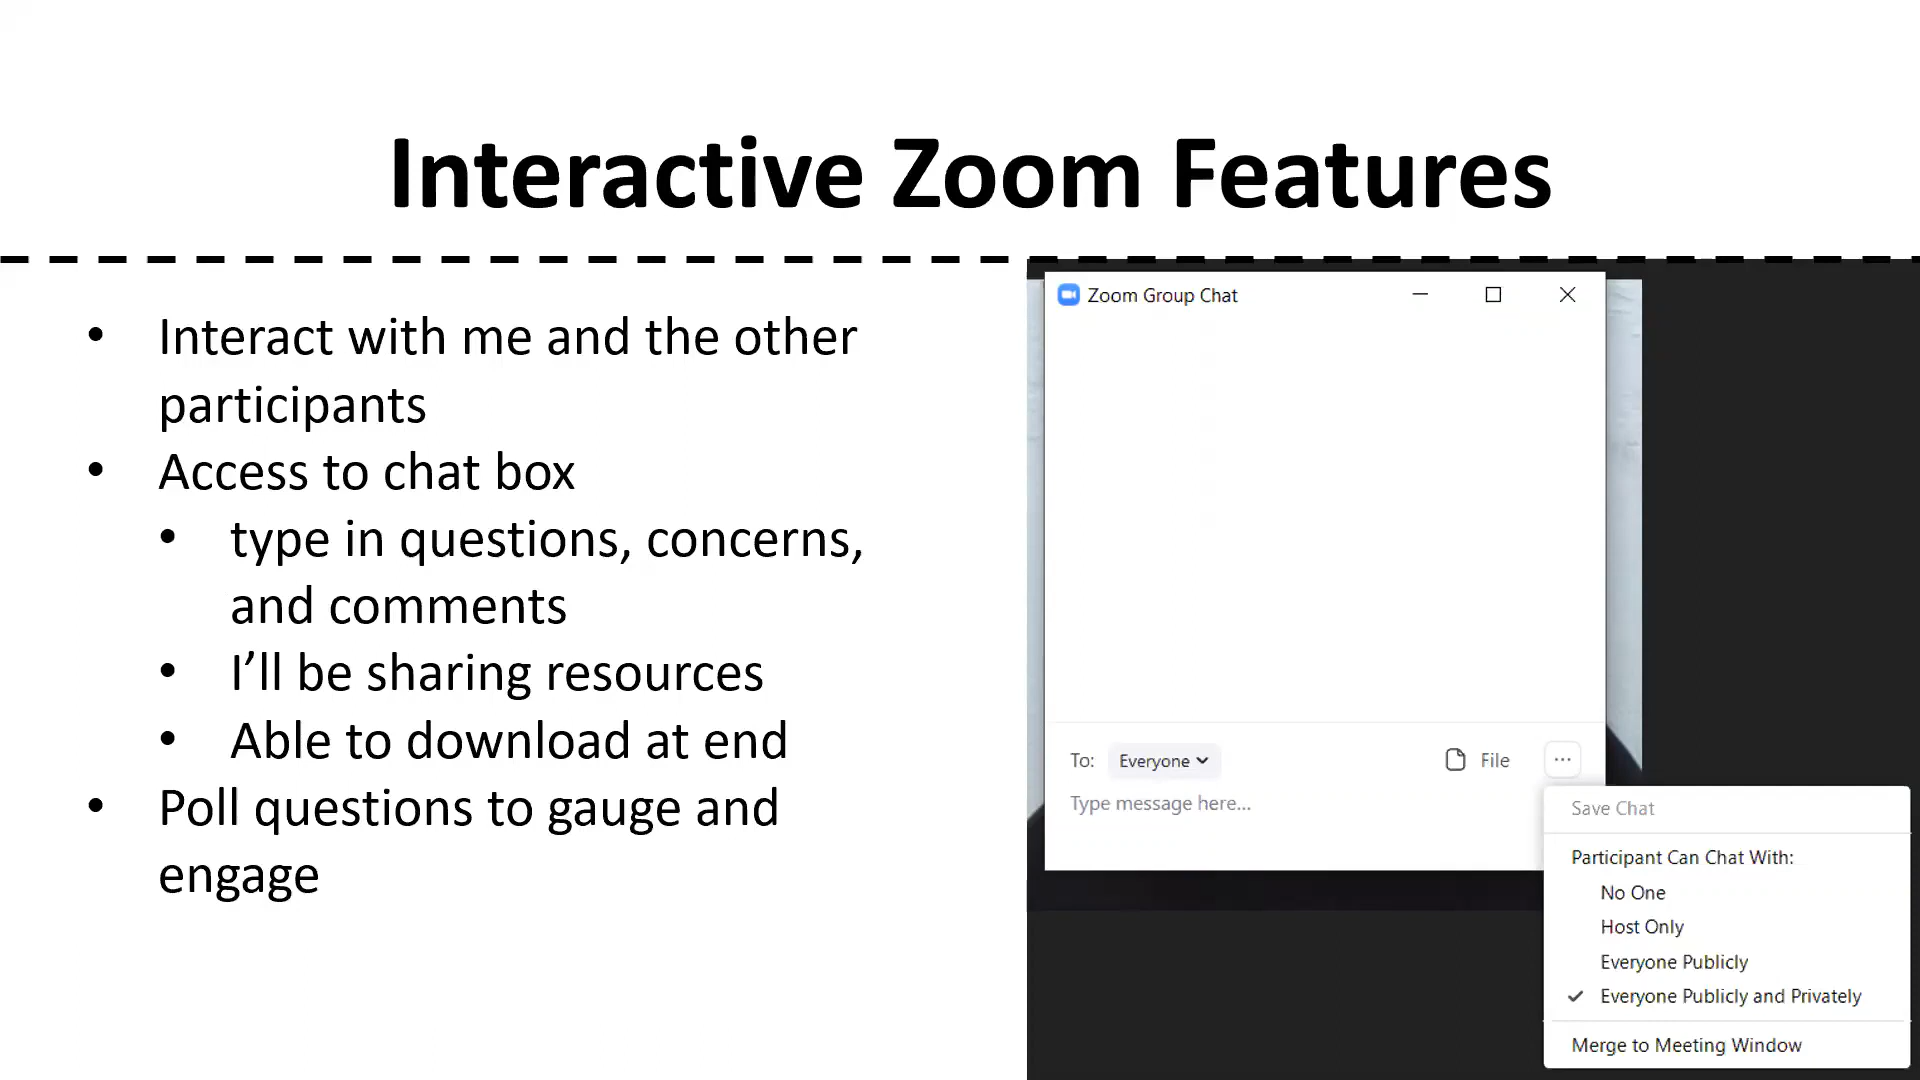 Interactive Zoom Features
• Interact with me and the other
participants
• Access to chat box
• type in questions, concerns,
and comments
• I’ll be sharing resources
• Able to download at end
• Poll questions to gauge and
engage
Zoom Group Chat
To: Everyone File ...
Type message here...
Save Chat
Participant Can Chat With:
No One
Host Only
Everyone Publicly
✓ Everyone Publicly and Privately
Merge to Meeting Window